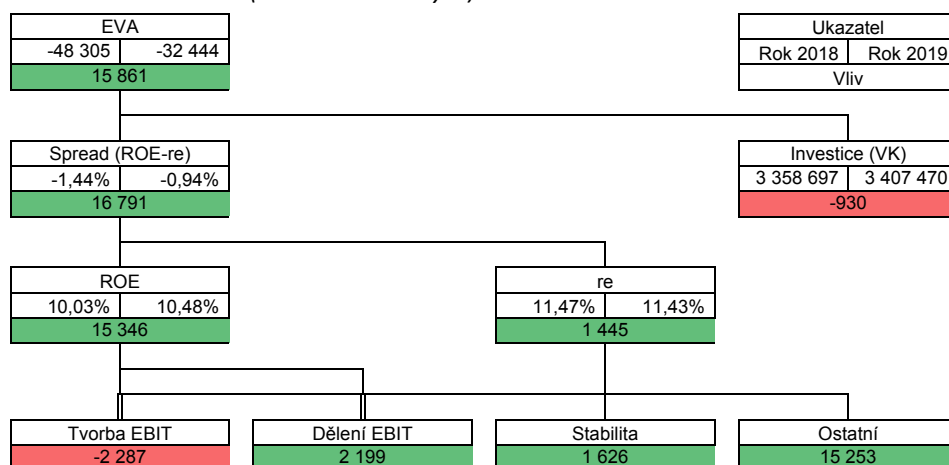 EVA
-48 305 -32 444
15 861
Ukazatel
Rok 2018 Rok 2019
Vliv
Spread (ROE-re)
-1,44% -0,94%
16 791
Investice (VK)
3 358 697 3 407 470
-930
ROE
10,03% 10,48%
15 346
re
11,47% 11,43%
1 445
Tvorba EBIT
-2 287
Dělení EBIT
2 199
Stabilita
1 626
Ostatní
15 253